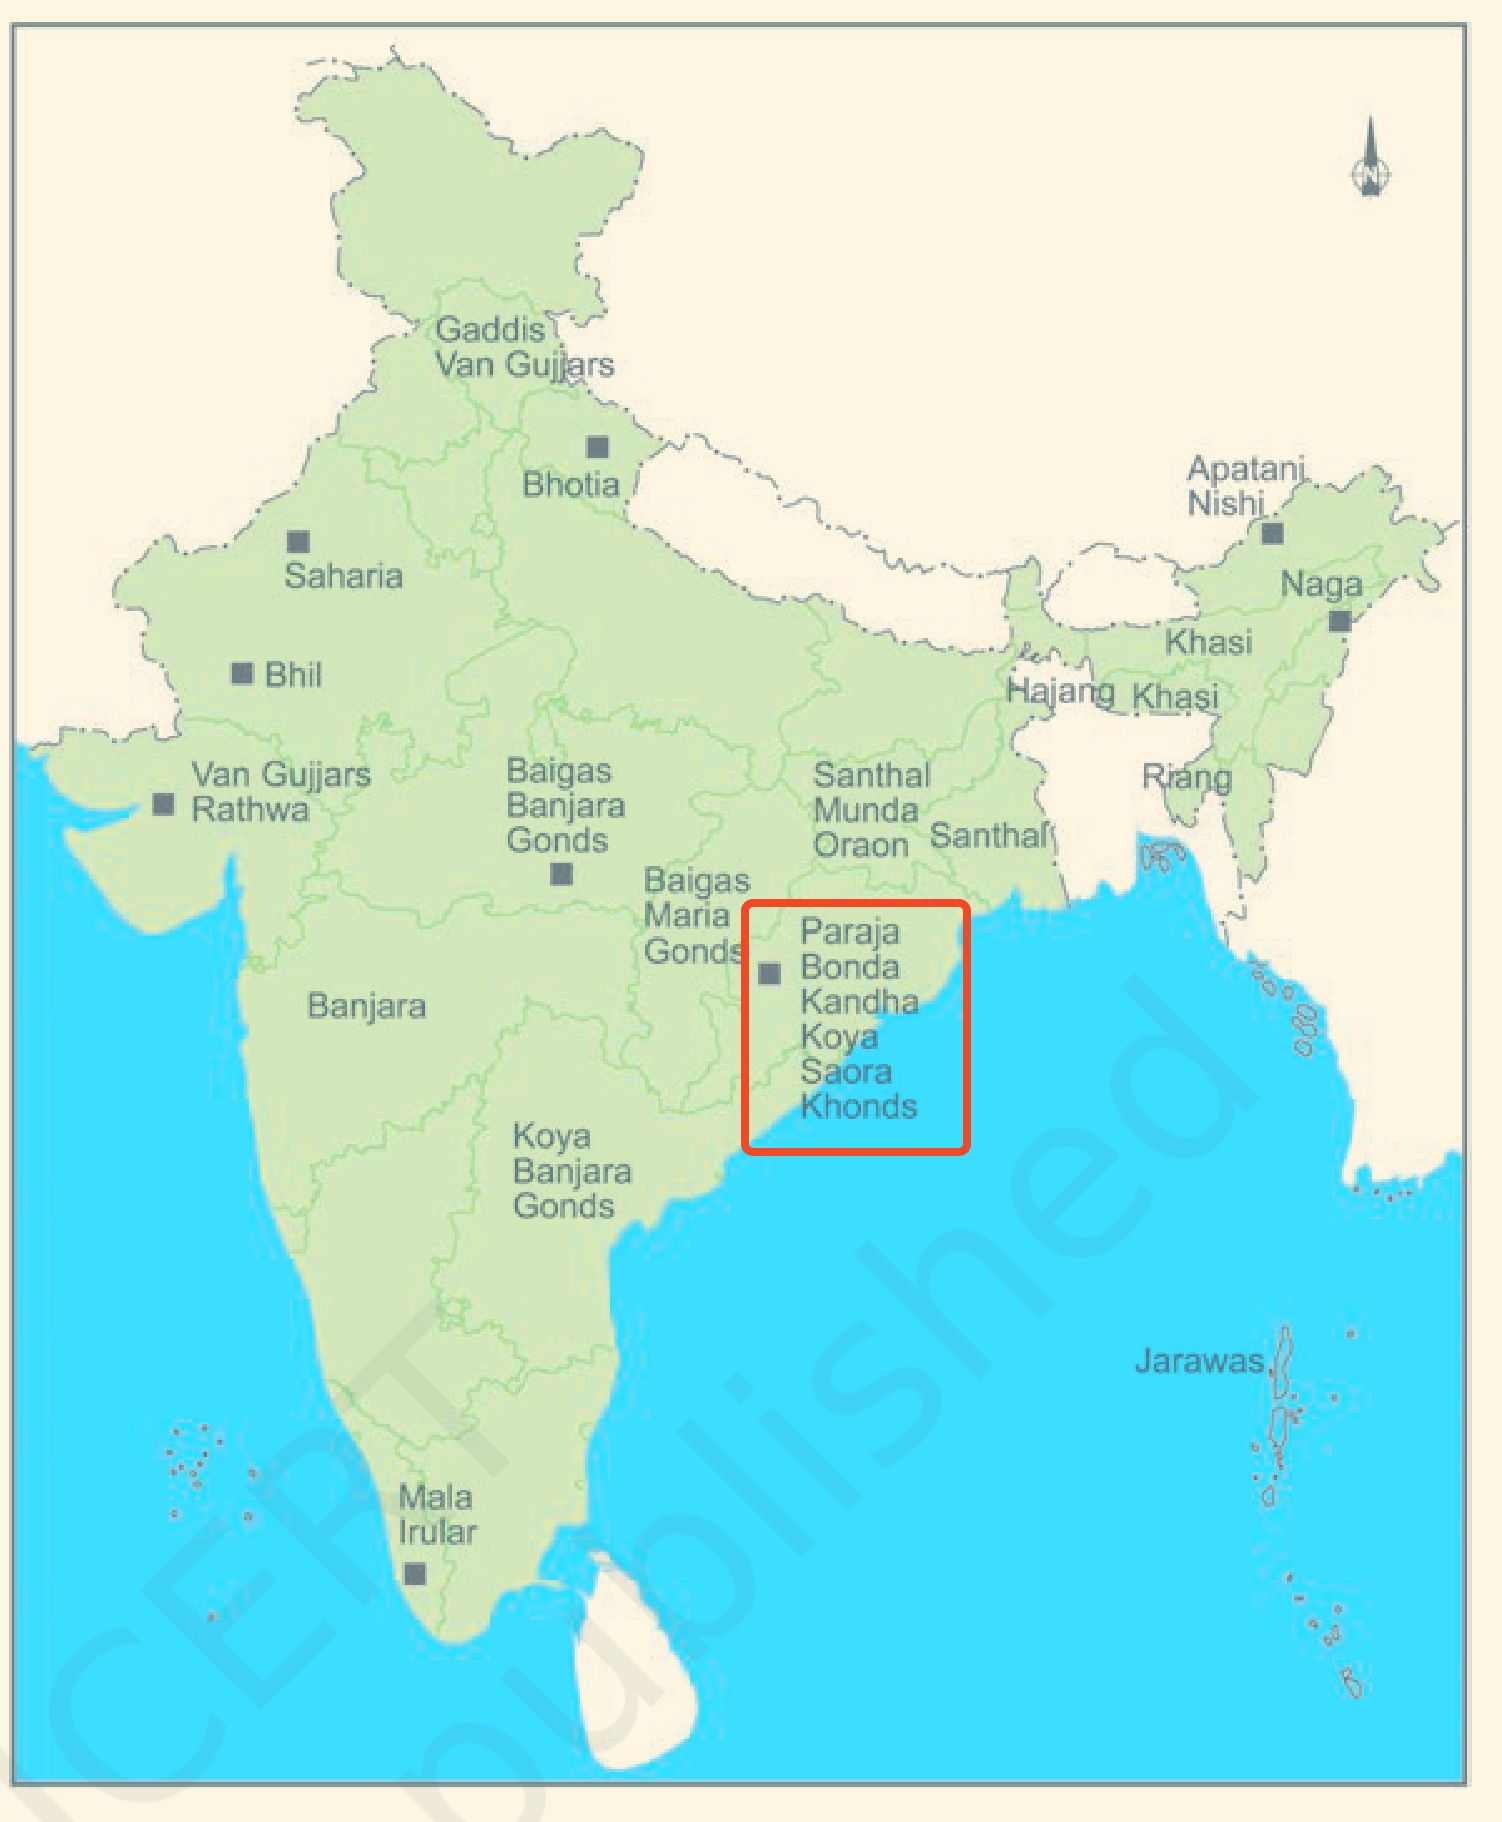 N
Gaddis
Van Gujjars
Bhotia
Apatani
Nishi
Saharia
Naga
Khasi
Bhil
Hajang
Khasi
Van Gujjars
Rathwa
Baigas
Banjara
Gonds
Santhal
Munda
Oraon
Santhal
Riang
Baigas
Maria
Gonds
Paraja
Bonda
Kandha
Koya
Saora
Khonds
Banjara
Koya
Banjara
Gonds
Jarawas
Mala
Irular
NCERT
published